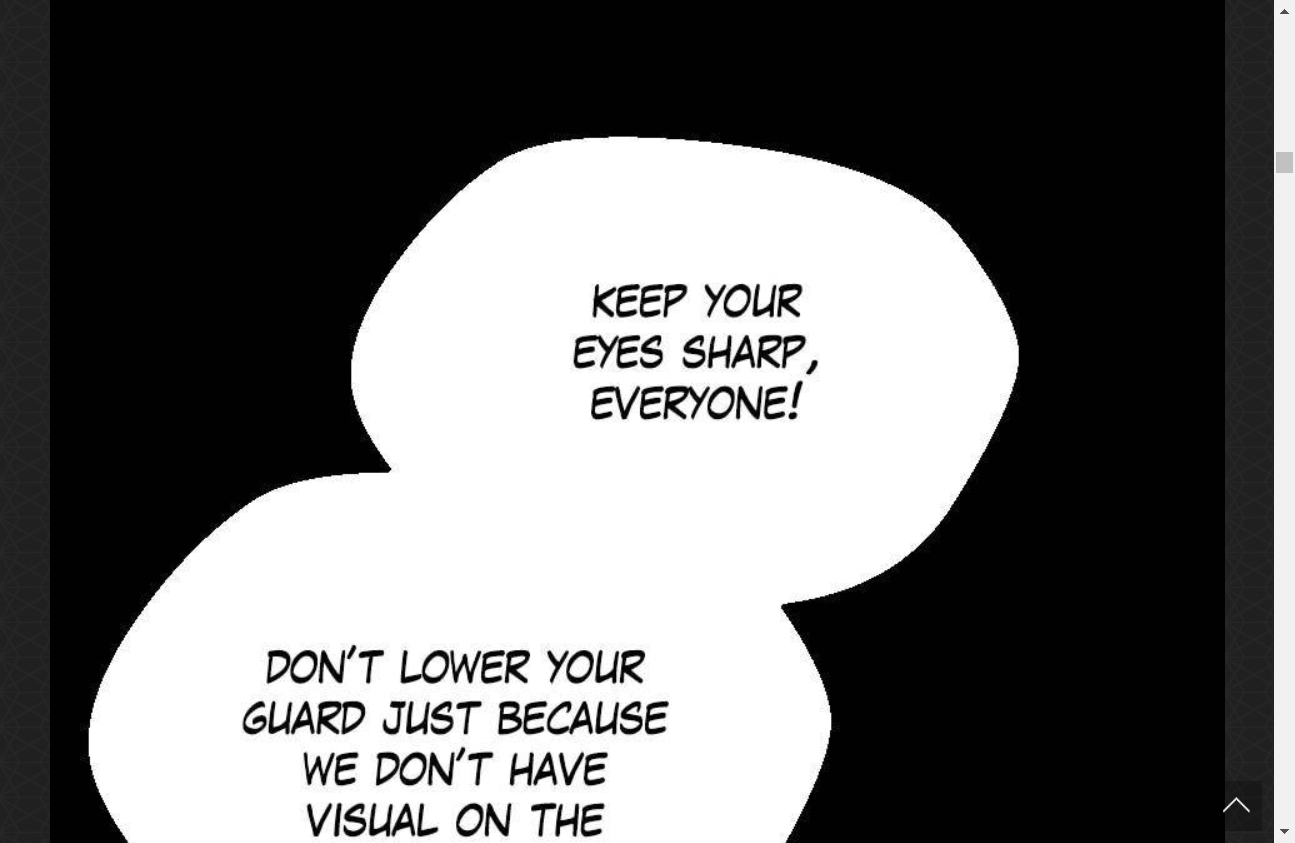 KEEP YOUR
EYES SHARP,
EVERYONE!
DON'T LOWER YOUR
GUARD JUST BECAUSE
WE DON'T HAVE
VISUAL ON THE